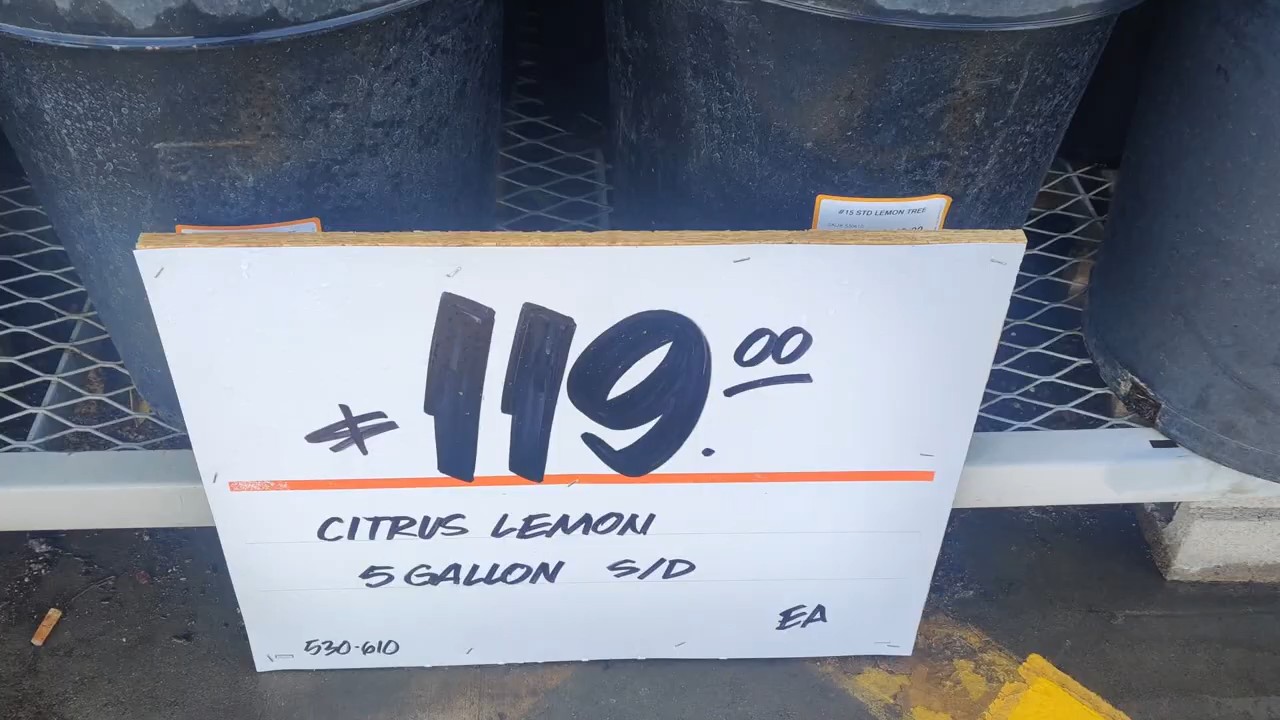 #15 STD LEMON TREE
$119.00
CITRUS LEMON
5 GALLON S/D
EA
530-610